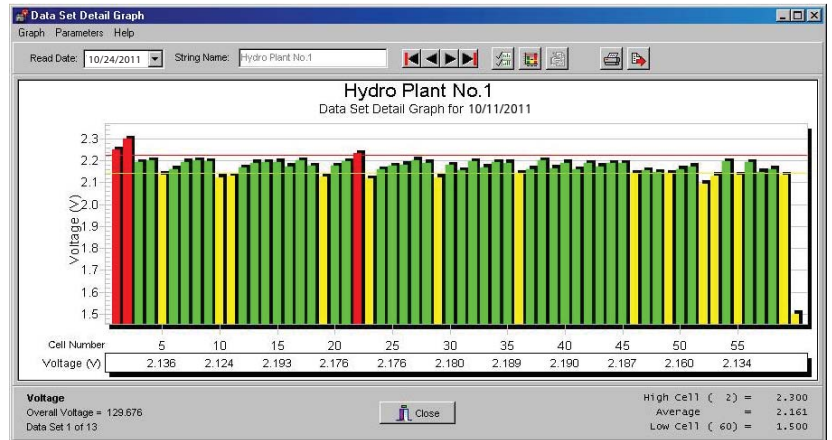 Data Set Detail Graph
Graph Parameters Help
Read Date: 10/24/2011 String Name: Hydro Plant No.1
Hydro Plant No.1
Data Set Detail Graph for 10/11/2011
Voltage (V)
2.3
2.2
2.1
2.0
1.9
1.8
1.7
1.6
1.5
Cell Number 5 10 15 20 25 30 35 40 45 50 55
Voltage (V) 2.136 2.124 2.193 2.176 2.176 2.180 2.189 2.190 2.187 2.160 2.134
Voltage
Overall Voltage = 129.676
Data Set 1 of 13
Close
High Cell ( 2) = 2.300
Average = 2.161
Low Cell ( 60) = 1.500